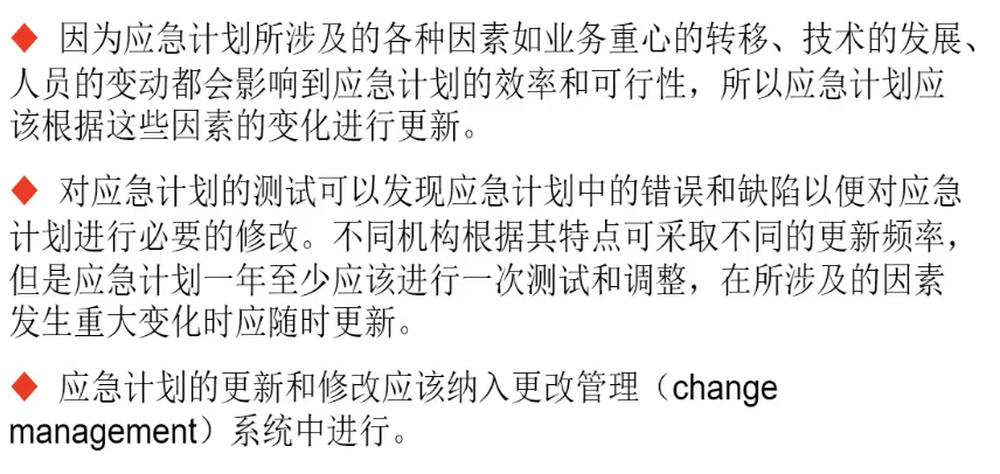 ◆ 因为应急计划所涉及的各种因素如业务重心的转移、技术的发展、
人员的变动都会影响到应急计划的效率和可行性，所以应急计划应
该根据这些因素的变化进行更新。
◆ 对应急计划的测试可以发现应急计划中的错误和缺陷以便对应急
计划进行必要的修改。不同机构根据其特点可采取不同的更新频率，
但是应急计划一年至少应该进行一次测试和调整，在所涉及的因素
发生重大变化时应随时更新。
◆ 应急计划的更新和修改应该纳入更改管理（change
management）系统中进行。